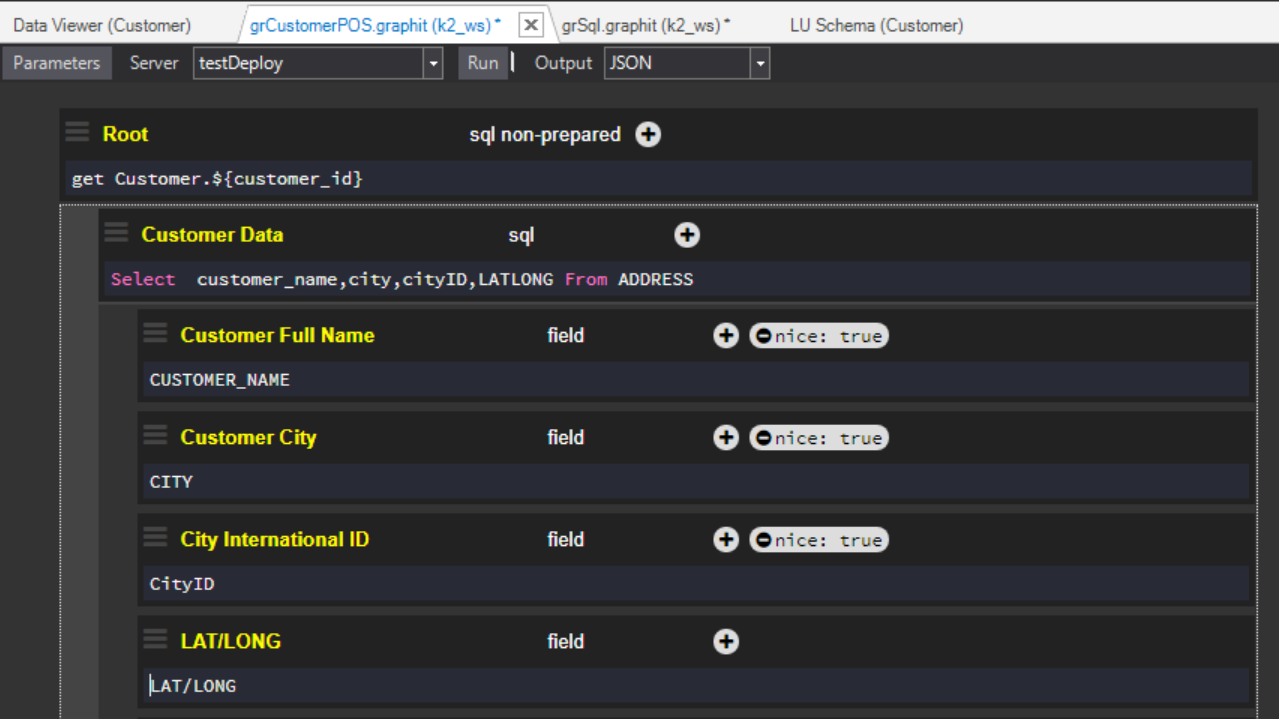 Data Viewer (Customer) grCustomerPOS.graphit (k2_ws)* grSql.graphit (k2_ws)* LU Schema (Customer)
Parameters Server testDeploy Run Output JSON
Root sql non-prepared
get Customer.${customer_id}
Customer Data sql
Select customer_name,city,cityID,LATLONG From ADDRESS
Customer Full Name field nice: true
CUSTOMER_NAME
Customer City field nice: true
CITY
City International ID field nice: true
CityID
LAT/LONG field
LAT/LONG